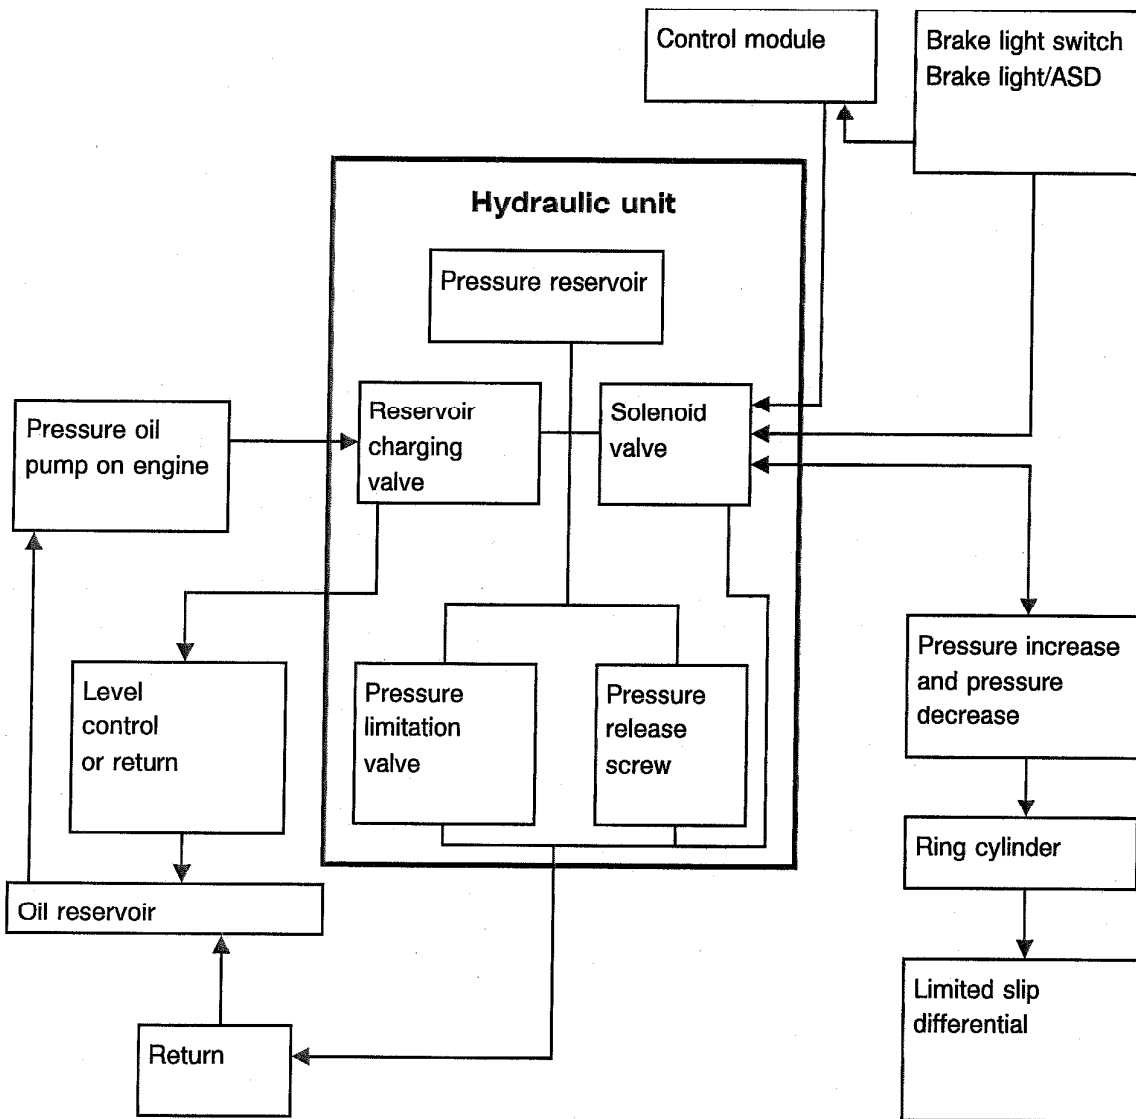 Control module
Brake light switch
Brake light/ASD
Hydraulic unit
Pressure reservoir
Reservoir
charging
valve
Solenoid
valve
Pressure oil
pump on engine
Level
control
or return
Pressure
limitation
valve
Pressure
release
screw
Pressure increase
and pressure
decrease
Ring cylinder
Oil reservoir
Limited slip
differential
Return